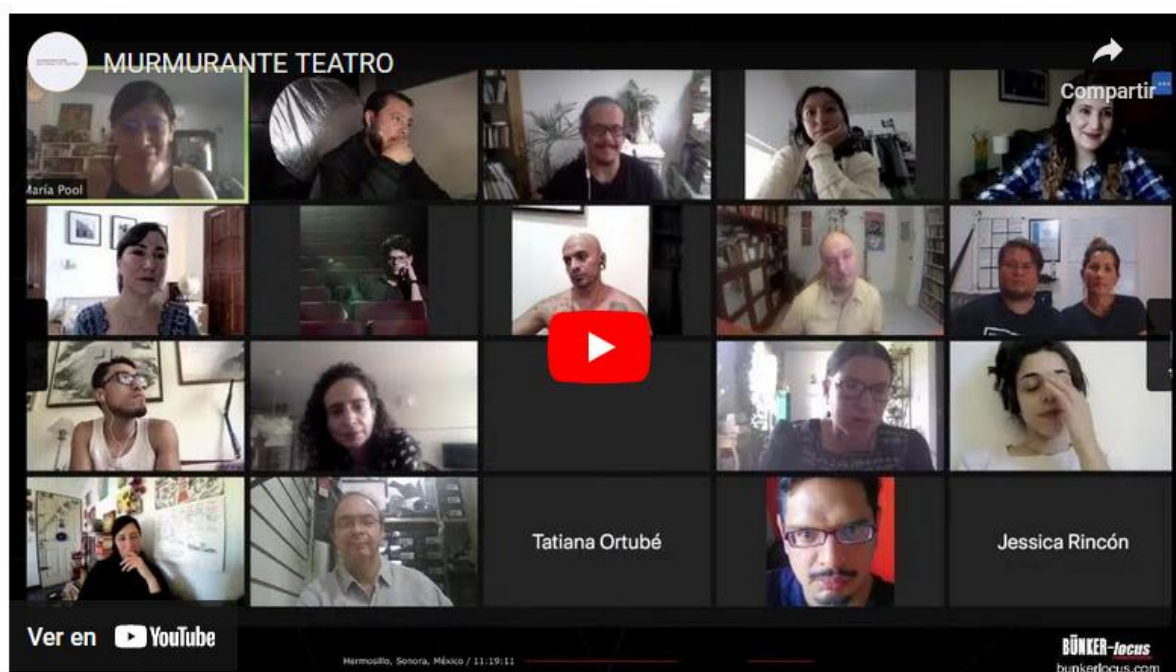 MURMURANTE TEATRO
Compartir
María Pool
Tatiana Ortubé
Jessica Rincón
Ver en YouTube
BÜNKER-locus
Hermosillo, Sonora, México / 11:19:11
bunkerlocus.com